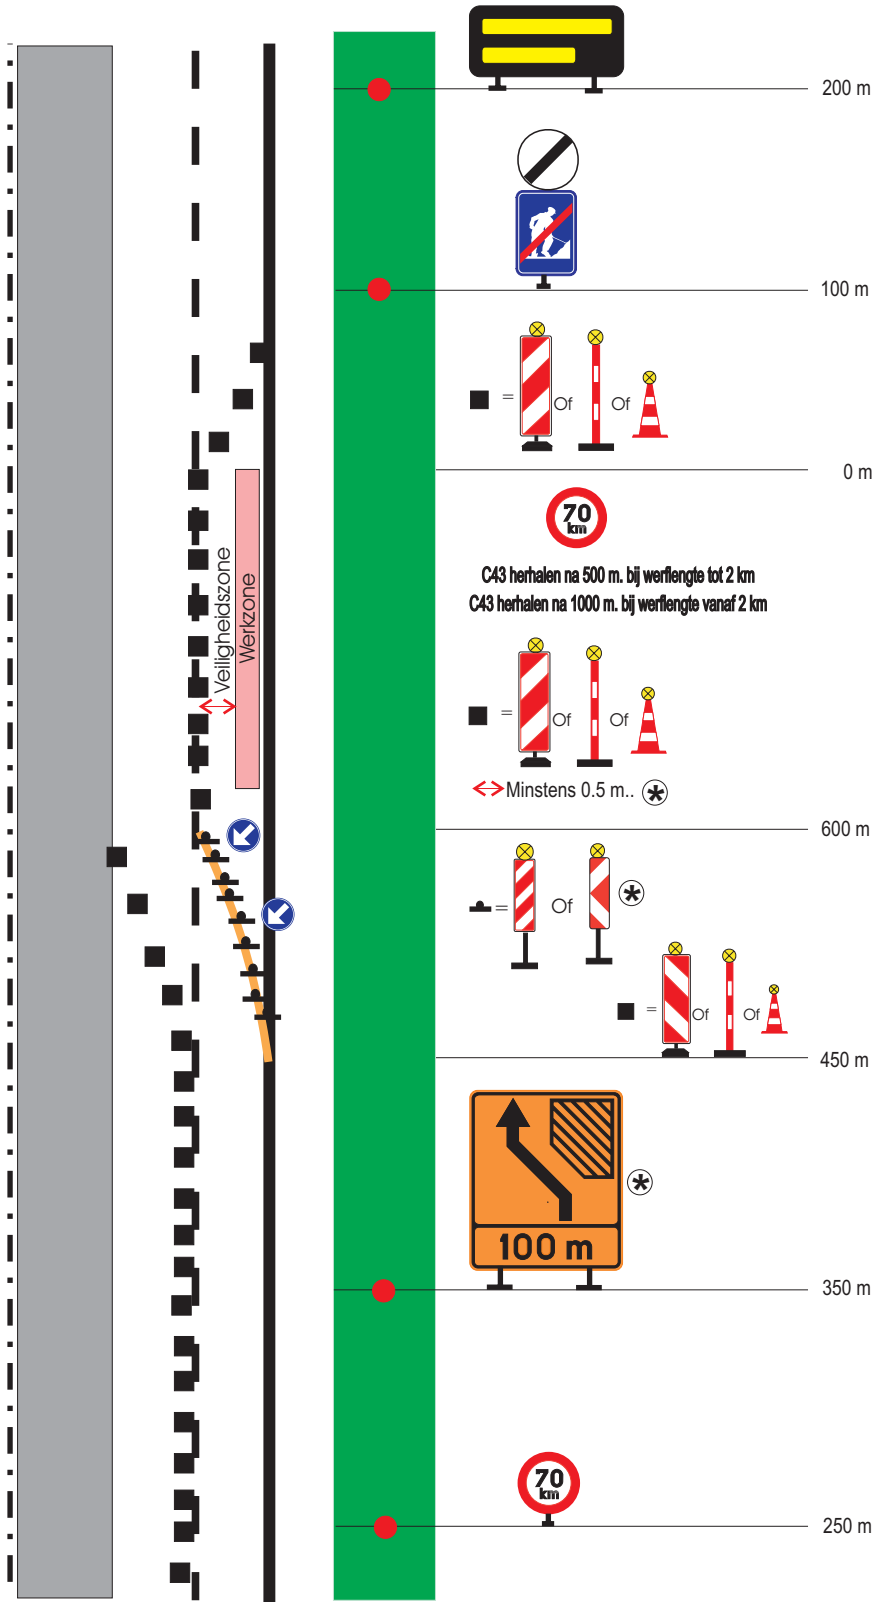 200 m
100 m
= Of Of
0 m
70
km
C43 herhalen na 500 m. bij werflengte tot 2 km
C43 herhalen na 1000 m. bij werflengte vanaf 2 km
Veiligheidszone
Werkzone
= Of Of
Minstens 0.5 m.. *
600 m
= Of *
= Of Of
450 m
*
100 m
350 m
70
km
250 m